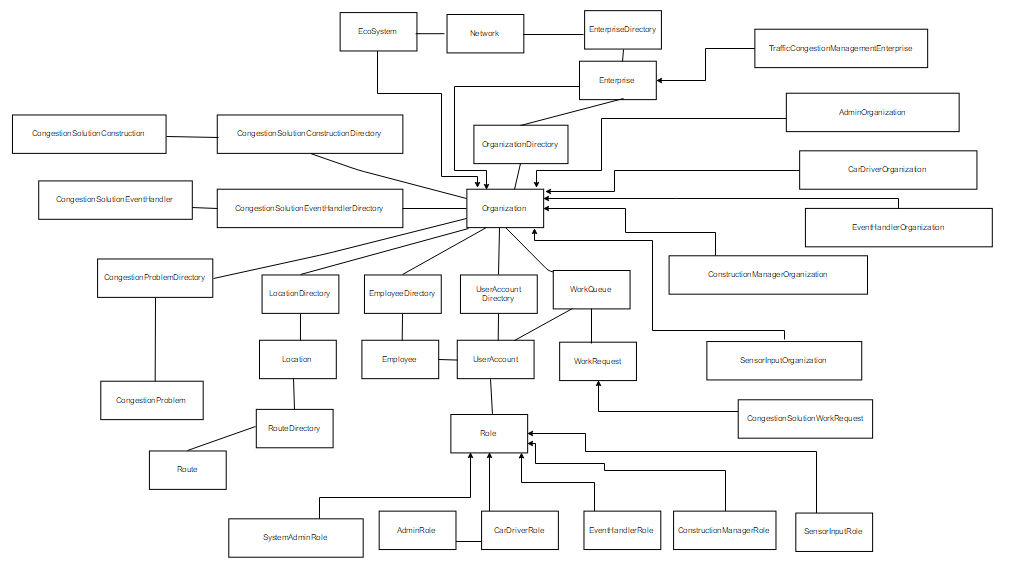 EcoSystem
Network
EnterpriseDirectory
TrafficCongestionManagementEnterprise
Enterprise
AdminOrganization
CongestionSolutionConstruction
CongestionSolutionConstructionDirectory
OrganizationDirectory
CarDriverOrganization
CongestionSolutionEventHandler
CongestionSolutionEventHandlerDirectory
Organization
EventHandlerOrganization
CongestionProblemDirectory
LocationDirectory
EmployeeDirectory
UserAccount
Directory
WorkQueue
ConstructionManagerOrganization
Location
Employee
UserAccount
WorkRequest
SensorInputOrganization
CongestionProblem
RouteDirectory
Role
CongestionSolutionWorkRequest
Route
SystemAdminRole
AdminRole
CarDriverRole
EventHandlerRole
ConstructionManagerRole
SensorInputRole